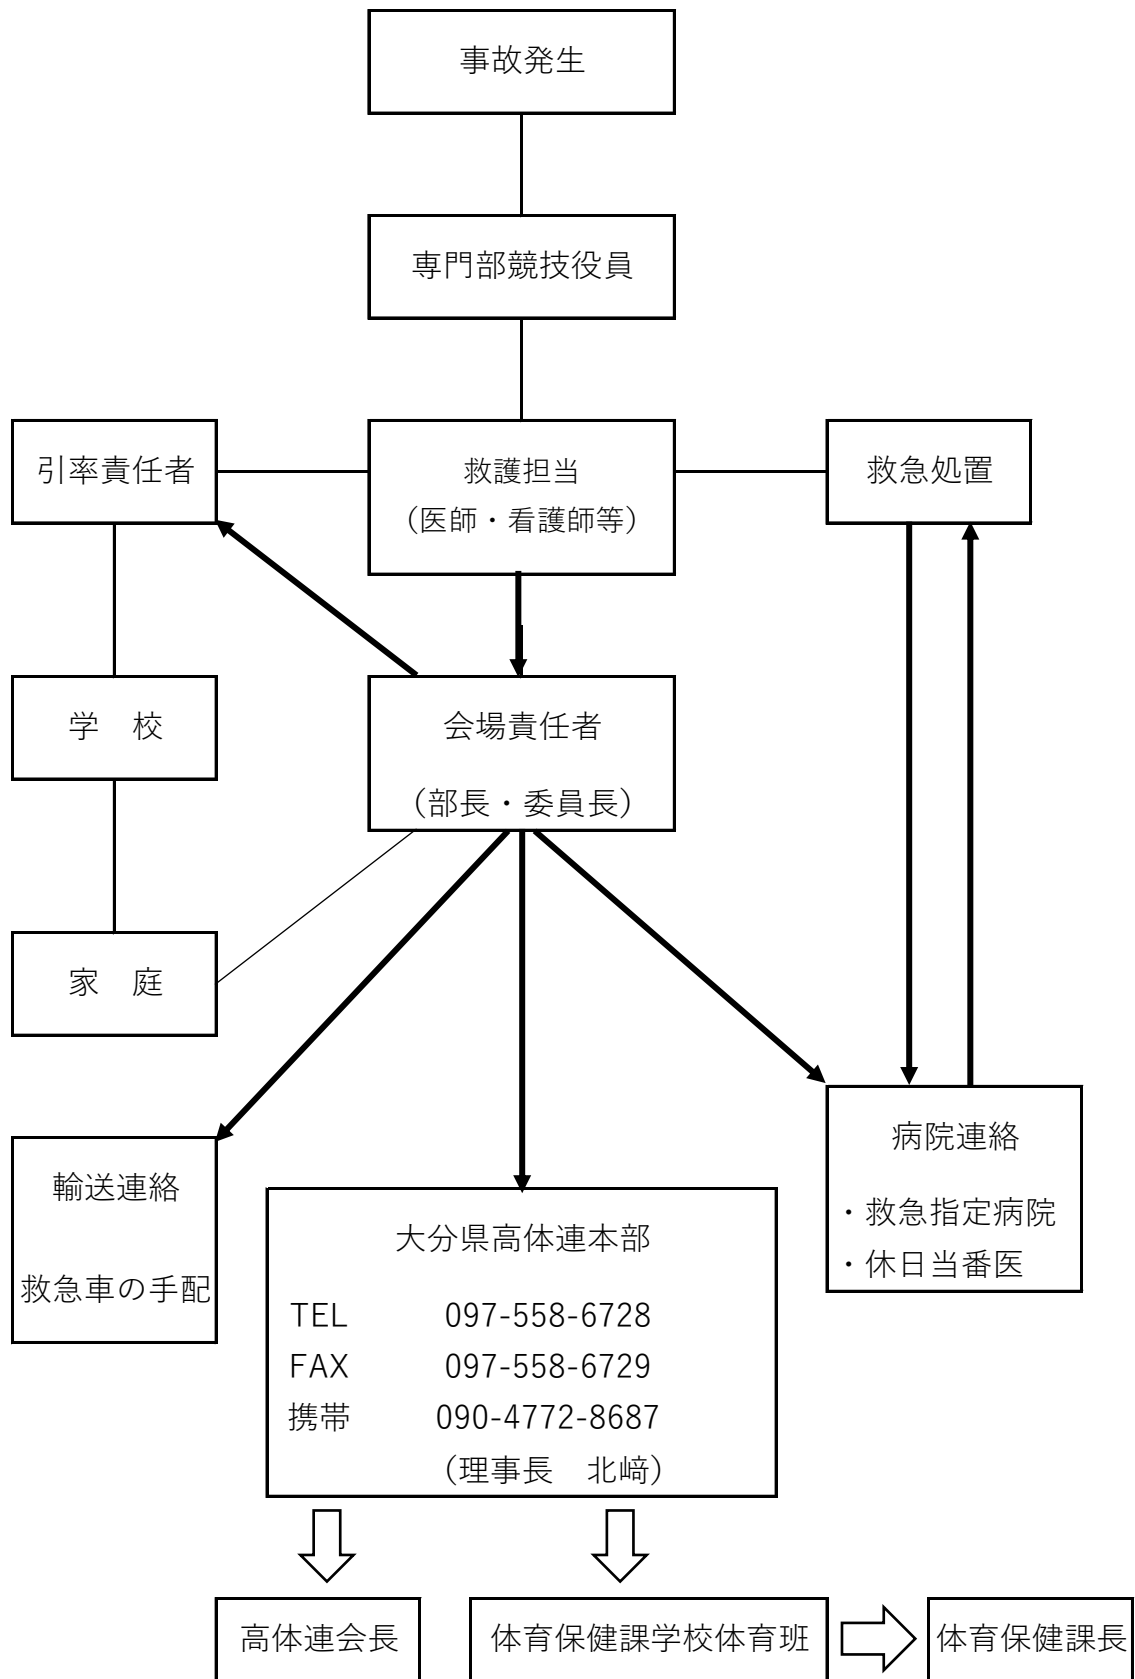 事故発生
専門部競技役員
引率責任者
救護担当
（医師・看護師等）
救急処置
学　校
会場責任者
（部長・委員長）
家　庭
輸送連絡
救急車の手配
大分県高体連本部
TEL 097-558-6728
FAX 097-558-6729
携帯 090-4772-8687
（理事長　北﨑）
病院連絡
・救急指定病院
・休日当番医
高体連会長
体育保健課学校体育班
体育保健課長